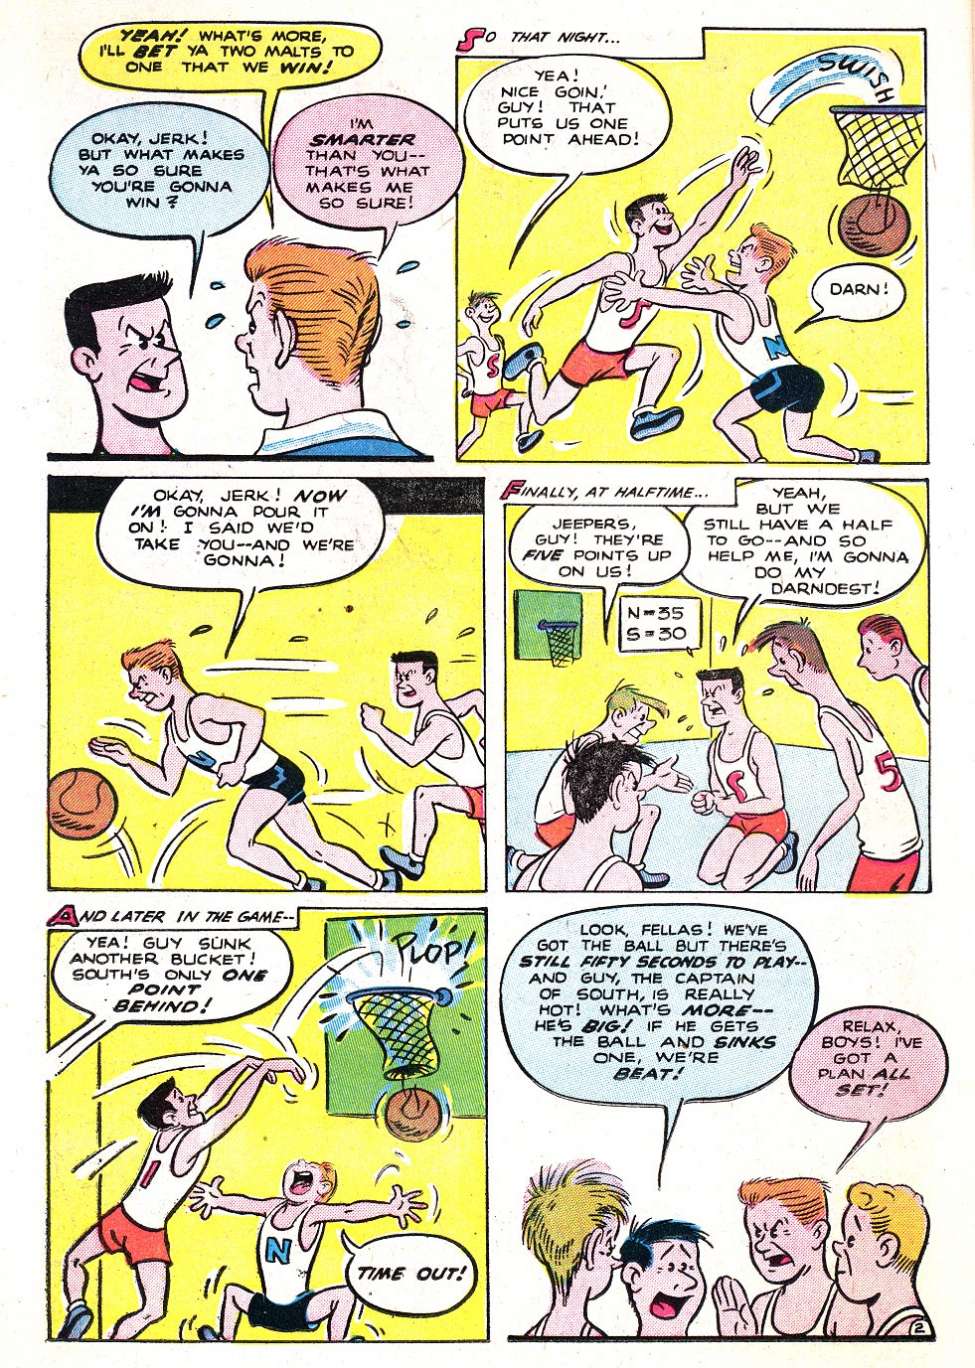 YEAH! WHAT'S MORE,
I'LL BET YA TWO MALTS TO
ONE THAT WE WIN!
OKAY, JERK!
BUT WHAT MAKES
YA SO SURE
YOU'RE GONNA
WIN?
I'M
SMARTER
THAN YOU--
THAT'S WHAT
MAKES ME
SO SURE!
SO THAT NIGHT...
YEA!
NICE GOIN',
GUY! THAT
PUTS US ONE
POINT AHEAD!
SWISH
DARN!
S
S
N
OKAY, JERK! NOW
I'M GONNA POUR IT
ON! I SAID WE'D
TAKE YOU--AND WE'RE
GONNA!
FINALLY, AT HALFTIME...
JEEPERS,
GUY! THEY'RE
FIVE POINTS UP
ON US!
YEAH,
BUT WE
STILL HAVE A HALF
TO GO--AND SO
HELP ME, I'M GONNA
DO MY
DARNDEST!
N=35
S=30
5
AND LATER IN THE GAME--
YEA! GUY SUNK
ANOTHER BUCKET!
SOUTH'S ONLY ONE
POINT
BEHIND!
PLOP!
1
N
TIME OUT!
LOOK, FELLAS! WE'VE
GOT THE BALL BUT THERE'S
STILL FIFTY SECONDS TO PLAY--
AND GUY, THE CAPTAIN
OF SOUTH, IS REALLY
HOT! WHAT'S MORE--
HE'S BIG! IF HE GETS
THE BALL AND SINKS
ONE, WE'RE
BEAT!
RELAX,
BOYS! I'VE
GOT A
PLAN ALL
SET!
2